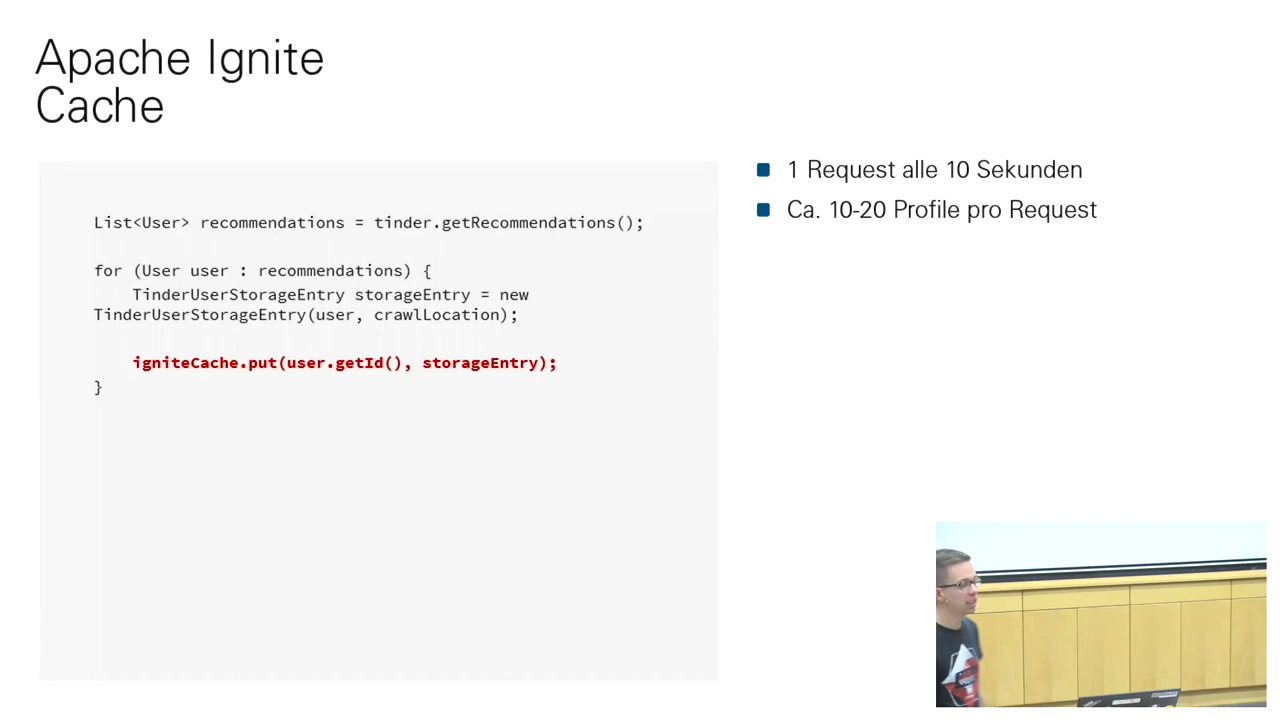 Apache Ignite
Cache
List<User> recommendations = tinder.getRecommendations();
for (User user : recommendations) {
TinderUserStorageEntry storageEntry = new
TinderUserStorageEntry(user, crawlLocation);
igniteCache.put(user.getId(), storageEntry);
}
1 Request alle 10 Sekunden
Ca. 10-20 Profile pro Request